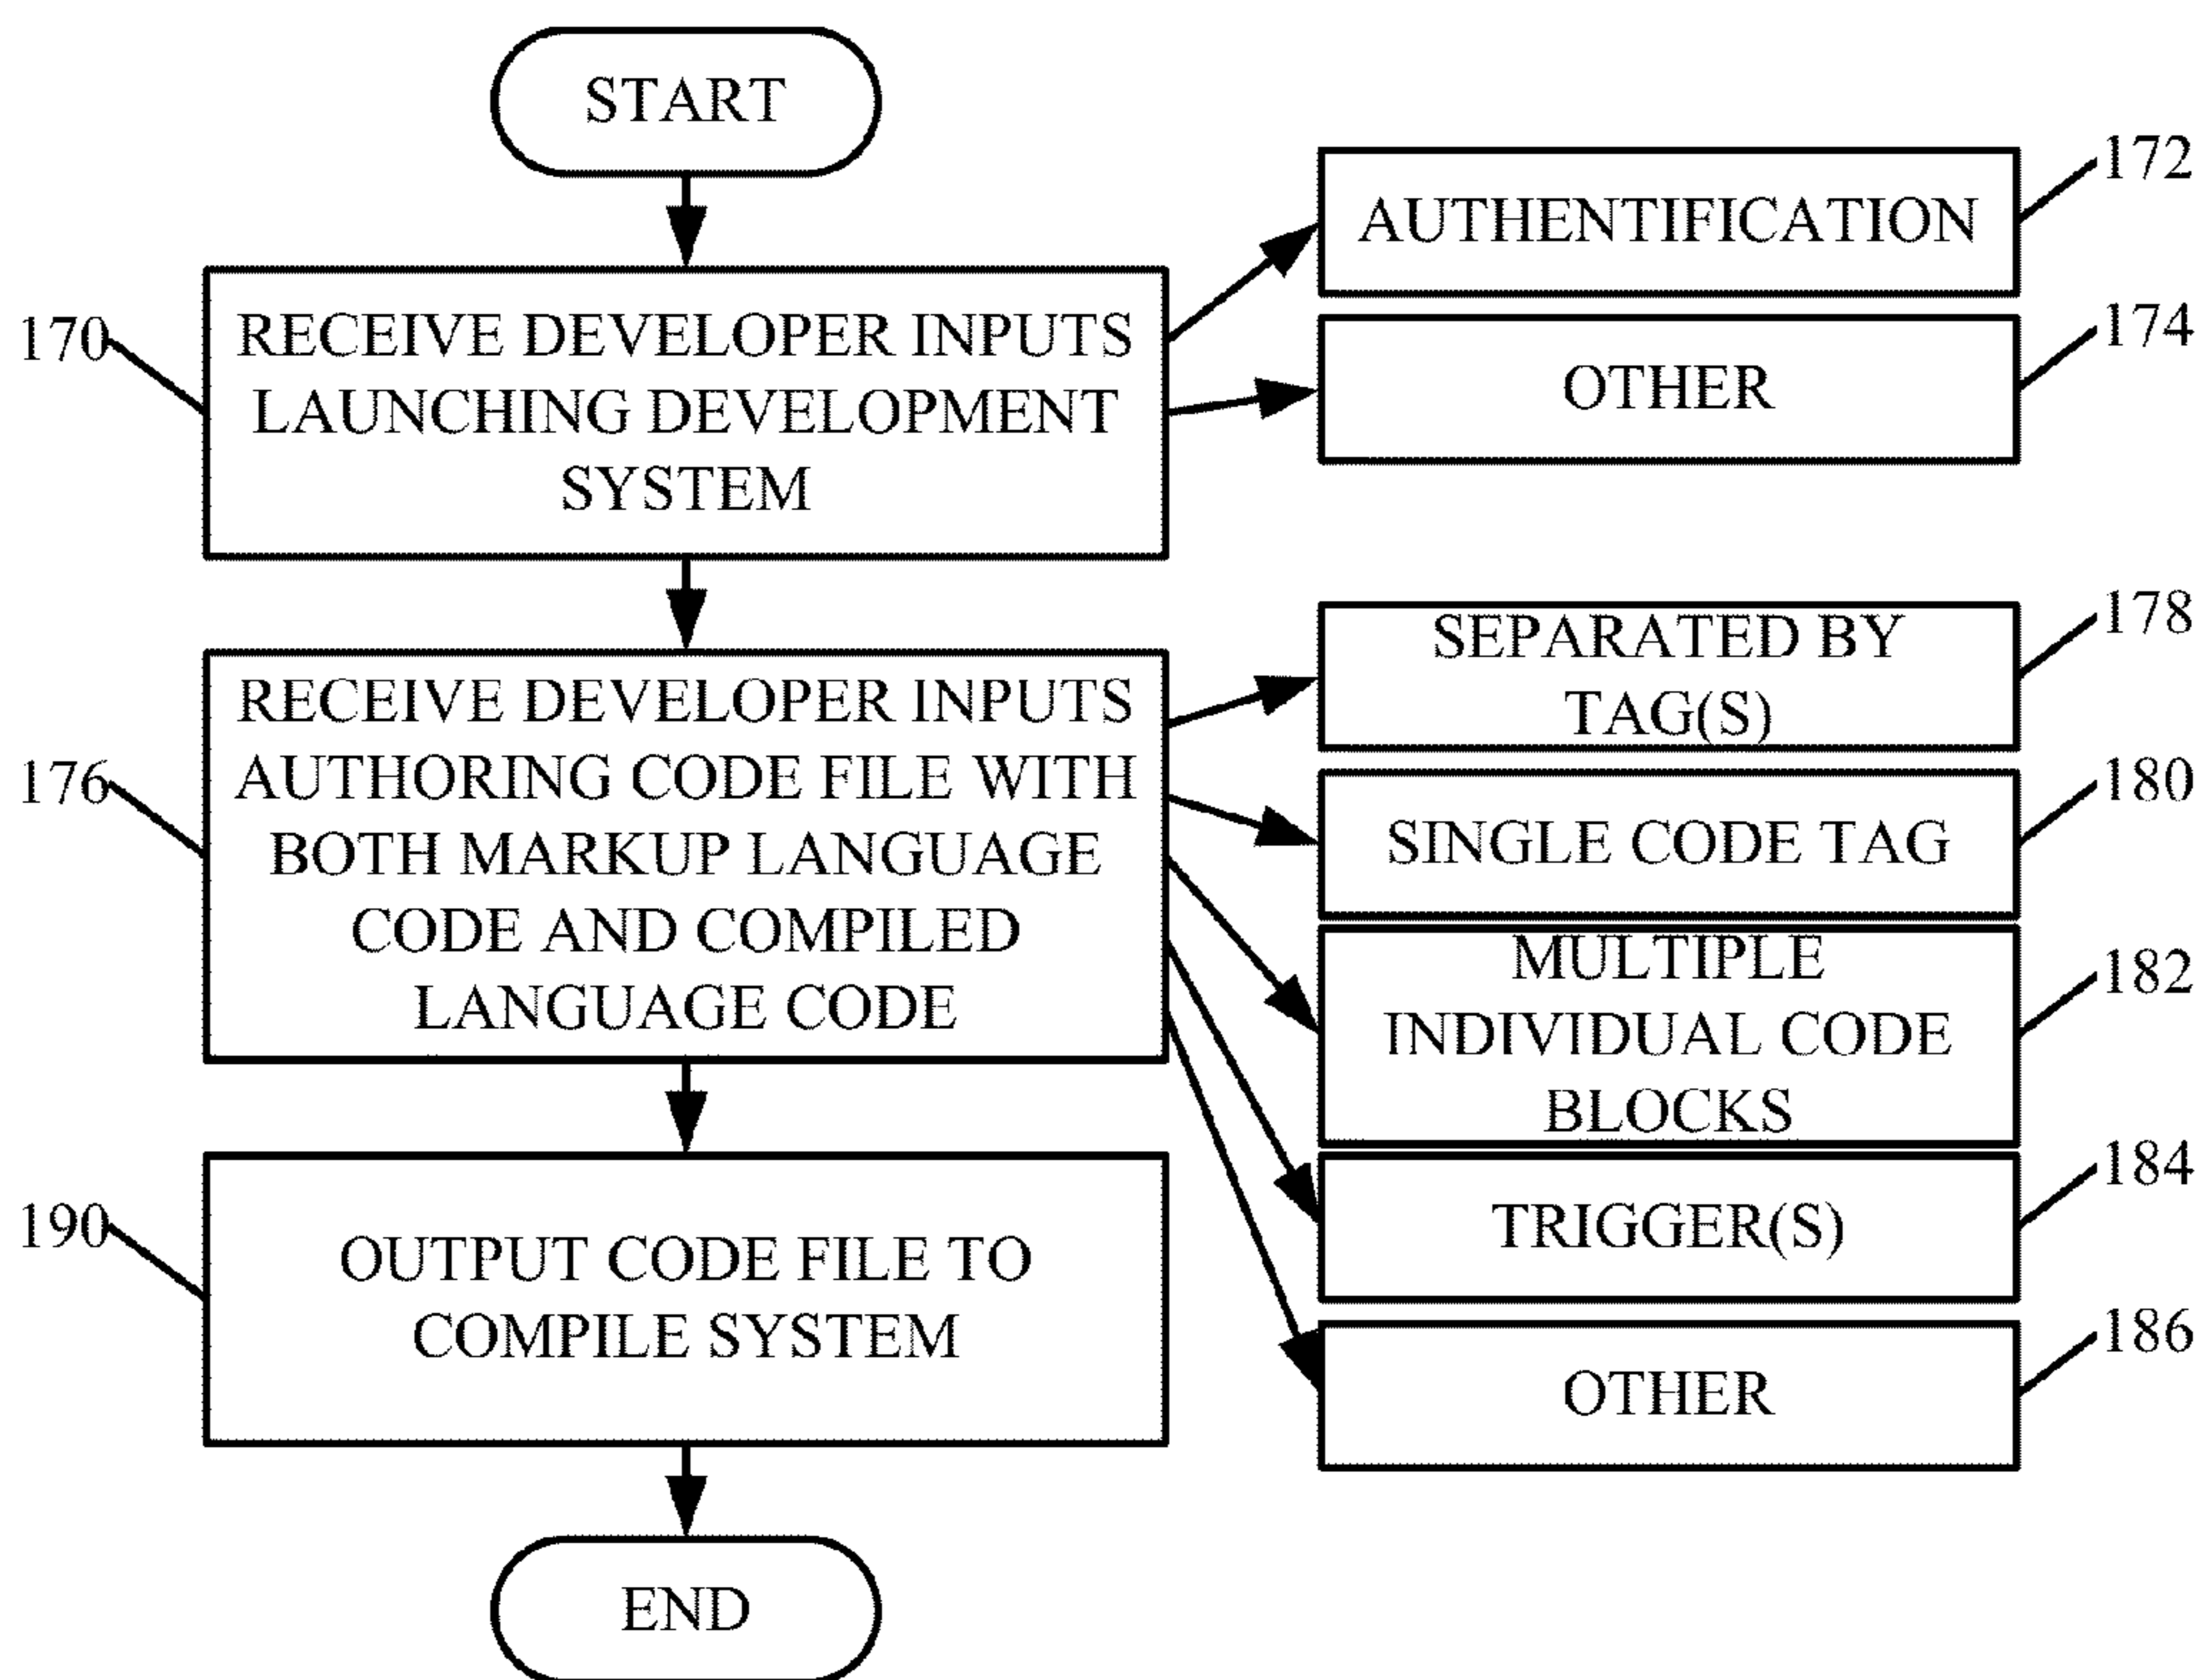 START
172
AUTHENTIFICATION
170
RECEIVE DEVELOPER INPUTS
LAUNCHING DEVELOPMENT
SYSTEM
174
OTHER
178
SEPARATED BY
TAG(S)
176
RECEIVE DEVELOPER INPUTS
AUTHORING CODE FILE WITH
BOTH MARKUP LANGUAGE
CODE AND COMPILED
LANGUAGE CODE
180
SINGLE CODE TAG
182
MULTIPLE
INDIVIDUAL CODE
BLOCKS
184
TRIGGER(S)
190
OUTPUT CODE FILE TO
COMPILE SYSTEM
186
OTHER
END